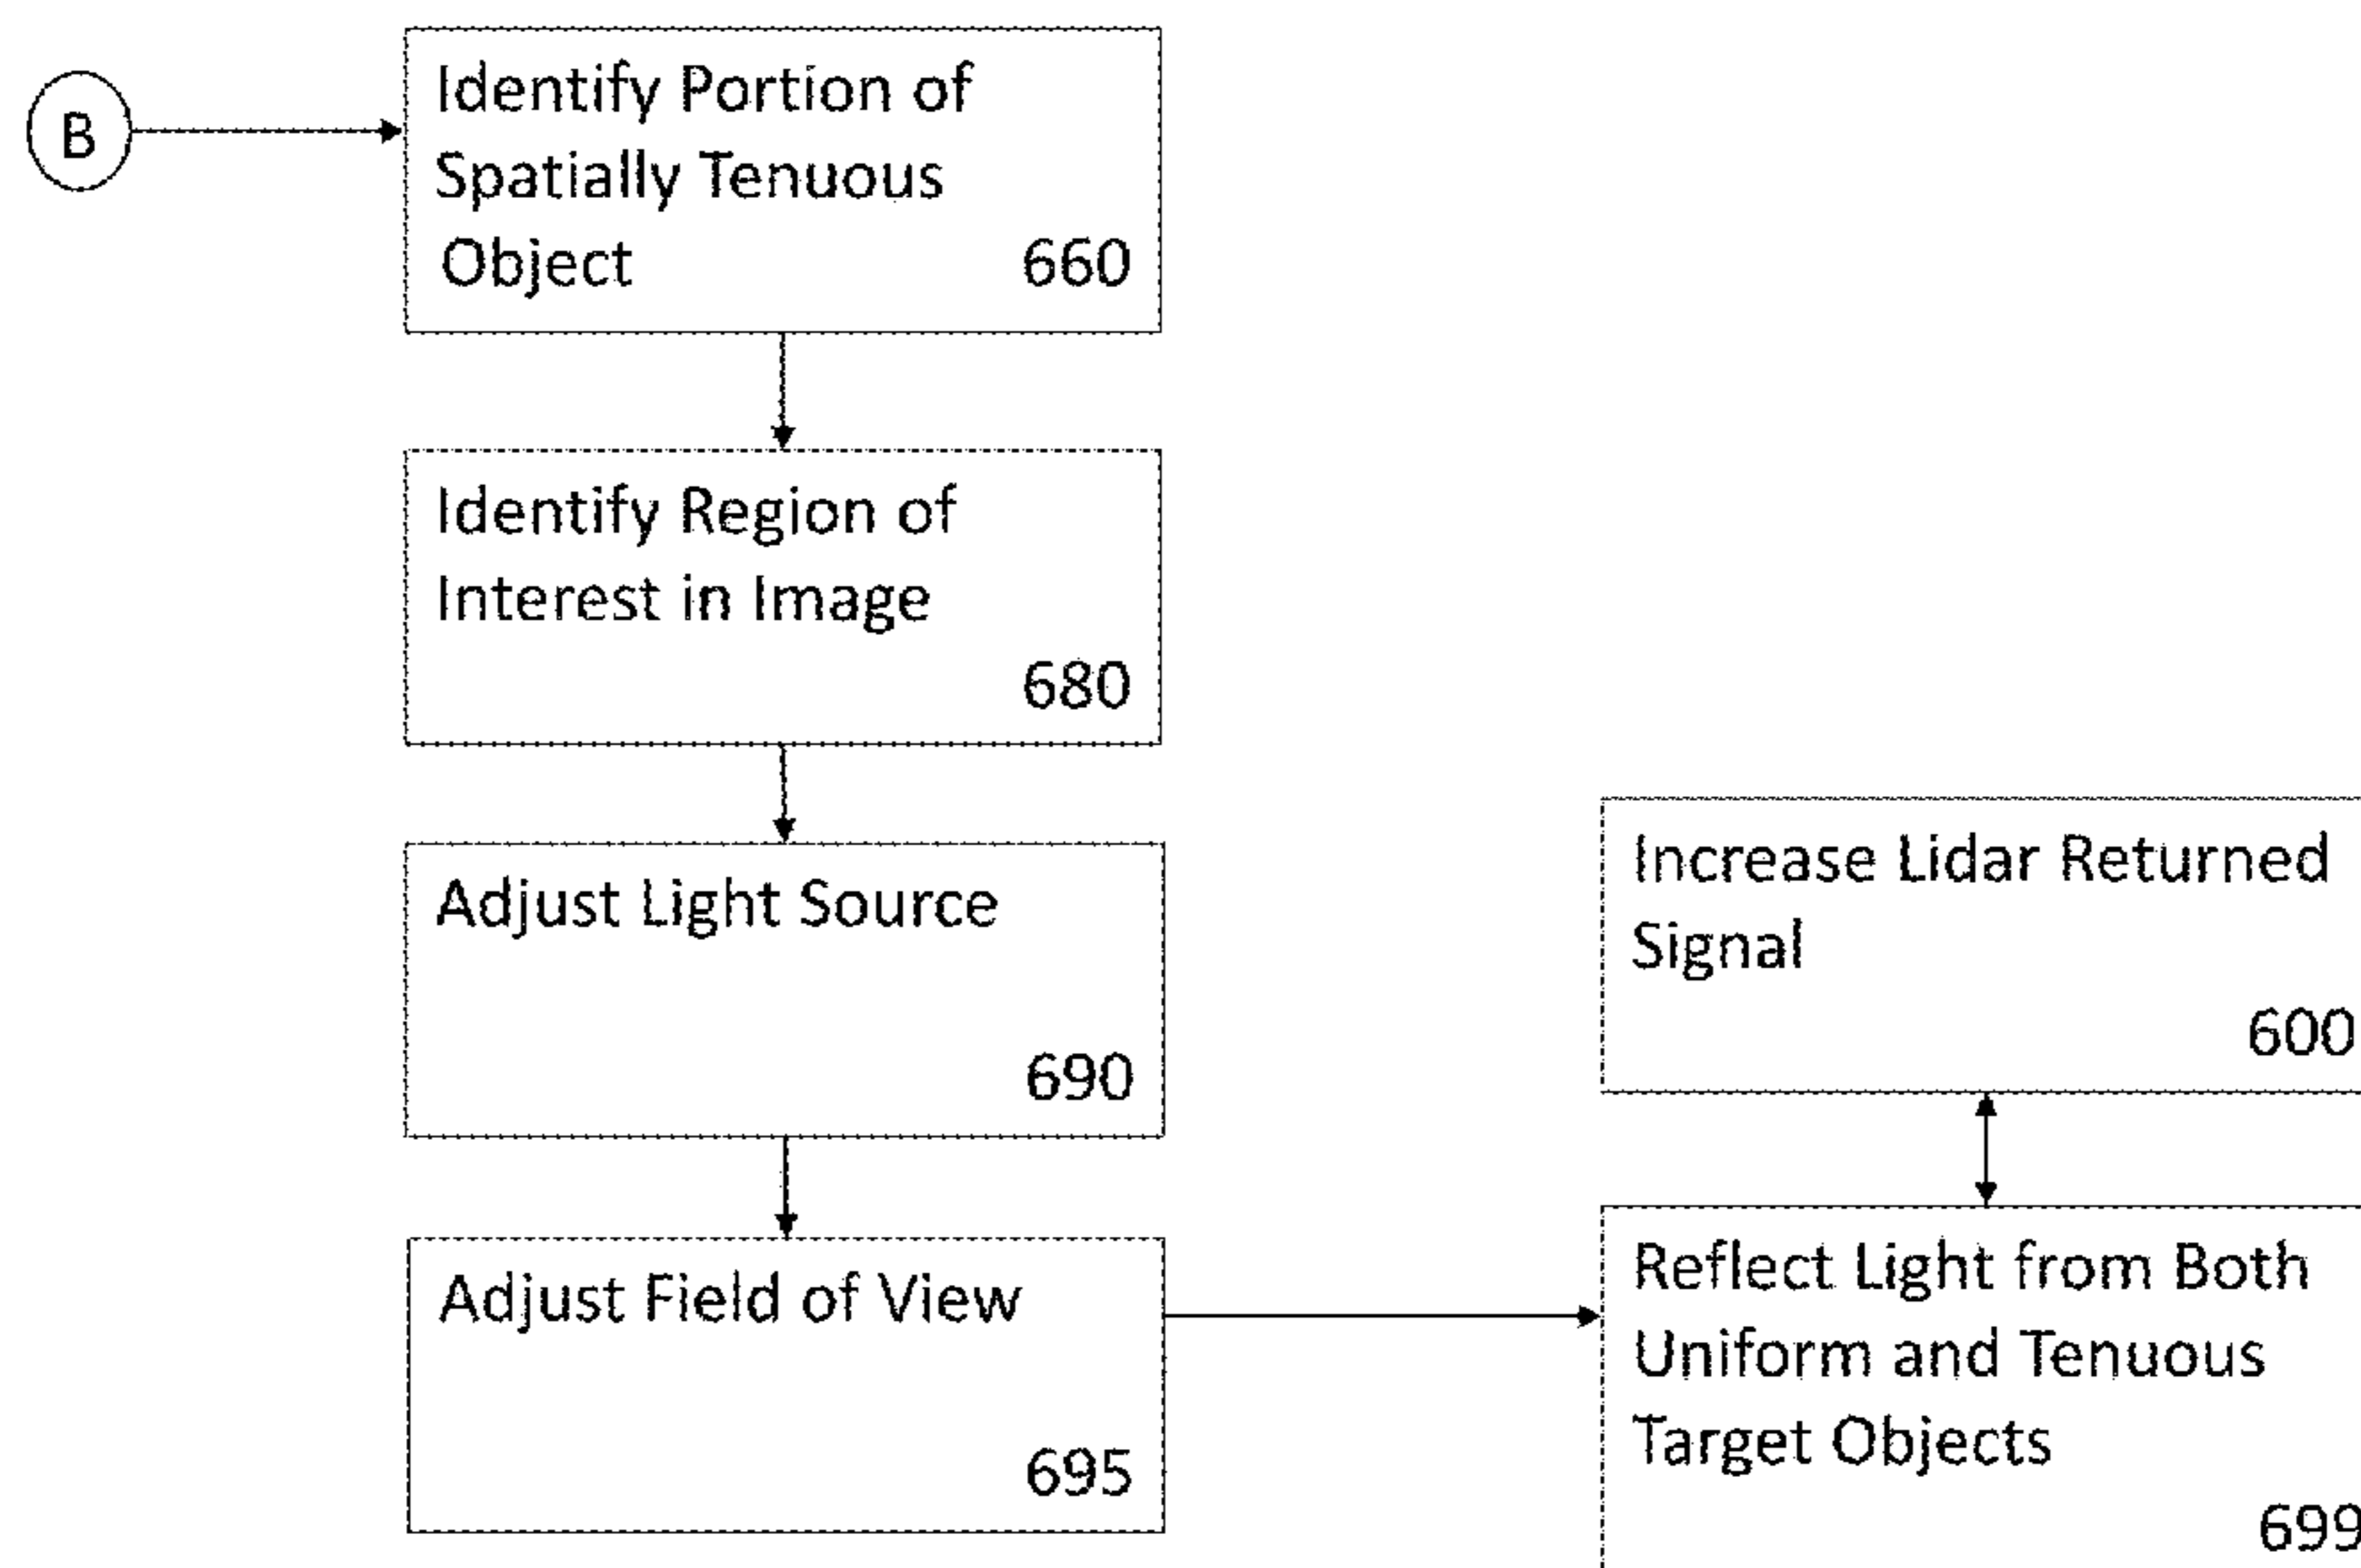 B
Identify Portion of
Spatially Tenuous
Object 660
Identify Region of
Interest in Image
680
Adjust Light Source
690
Adjust Field of View
695
Increase Lidar Returned
Signal
600
Reflect Light from Both
Uniform and Tenuous
Target Objects
699